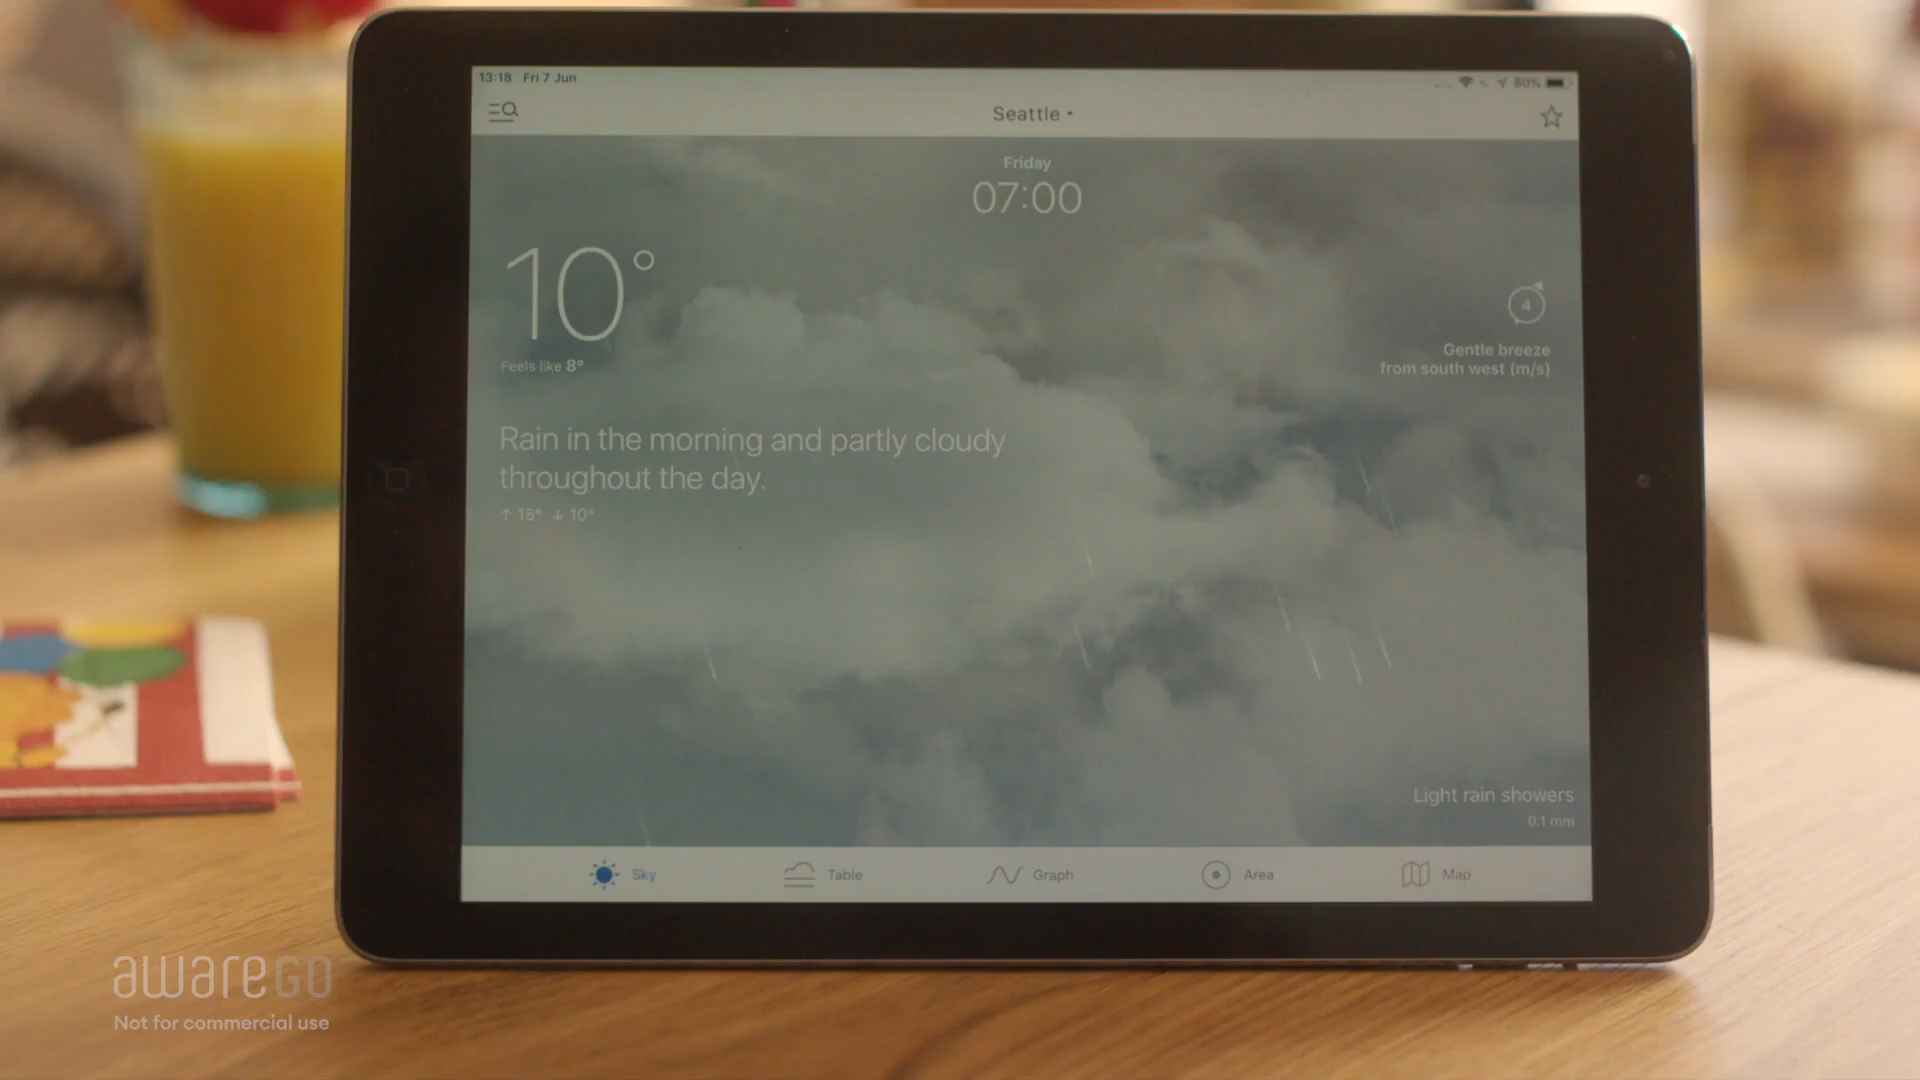 13:18 Fri 7 Jun
80%
Seattle
Friday
07:00
10°
Feels like 8°
4
Gentle breeze
from south west (m/s)
Rain in the morning and partly cloudy
throughout the day.
↑ 15° ↓ 10°
Light rain showers
0.1 mm
Sky Table Graph Area Map
awareGO
Not for commercial use